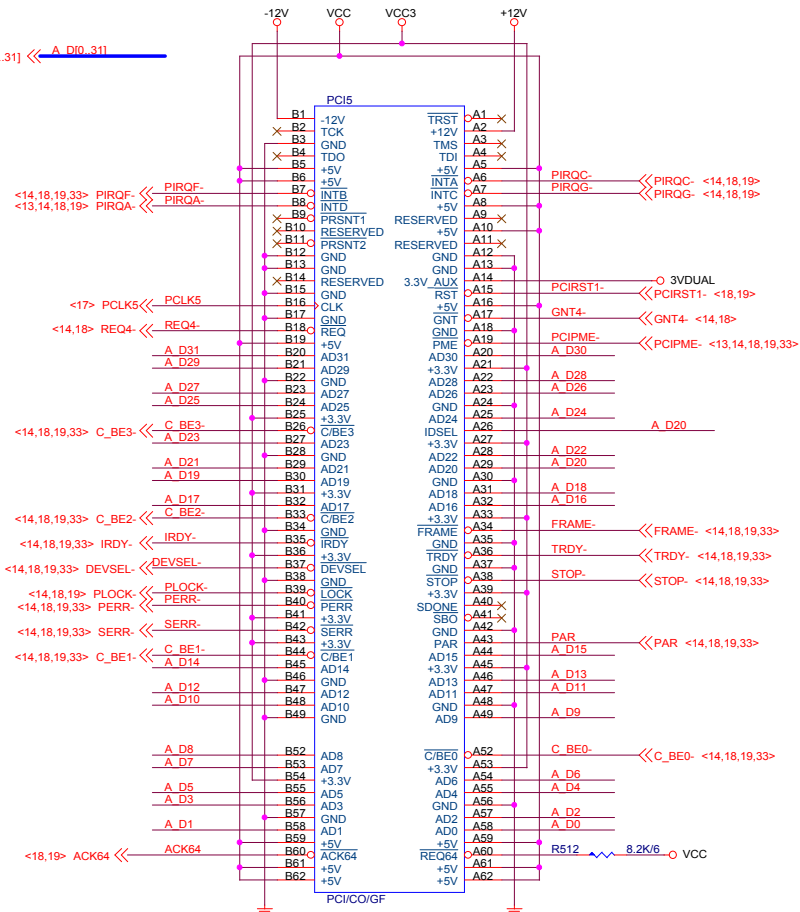 -12V VCC VCC3 +12V
..31] A_D[0..31]
PCI5
B1 -12V TRST A1
B2 TCK +12V A2
B3 GND TMS A3
B4 TDO TDI A4
B5 +5V +5V A5
B6 +5V INTA A6 PIRQC- PIRQC- <14,18,19>
<14,18,19,33> PIRQF- PIRQF- B7 INTB INTC A7 PIRQG- PIRQG- <14,18,19>
<13,14,18,19> PIRQA- PIRQA- B8 INTD +5V A8
B9 PRSNT1 RESERVED A9
B10 RESERVED +5V A10
B11 PRSNT2 RESERVED A11
B12 GND GND A12
B13 GND GND A13
B14 RESERVED 3.3V_AUX A14 3VDUAL
B15 GND RST A15 PCIRST1- PCIRST1- <18,19>
<17> PCLK5 PCLK5 B16 CLK +5V A16
B17 GND GNT A17 GNT4- GNT4- <14,18>
<14,18> REQ4- REQ4- B18 REQ GND A18
B19 +5V PME A19 PCIPME- PCIPME- <13,14,18,19,33>
A_D31 B20 AD31 AD30 A20 A_D30
A_D29 B21 AD29 +3.3V A21
B22 GND AD28 A22 A_D28
A_D27 B23 AD27 AD26 A23 A_D26
A_D25 B24 AD25 GND A24
B25 +3.3V AD24 A25 A_D24
<14,18,19,33> C_BE3- C_BE3- B26 C/BE3 IDSEL A26 A_D20
A_D23 B27 AD23 +3.3V A27
B28 GND AD22 A28 A_D22
A_D21 B29 AD21 AD20 A29 A_D20
A_D19 B30 AD19 GND A30
B31 +3.3V AD18 A31 A_D18
A_D17 B32 AD17 AD16 A32 A_D16
<14,18,19,33> C_BE2- C_BE2- B33 C/BE2 +3.3V A33
B34 GND FRAME A34 FRAME- FRAME- <14,18,19,33>
<14,18,19,33> IRDY- IRDY- B35 IRDY GND A35
B36 +3.3V TRDY A36 TRDY- TRDY- <14,18,19,33>
<14,18,19,33> DEVSEL- DEVSEL- B37 DEVSEL GND A37
B38 GND STOP A38 STOP- STOP- <14,18,19,33>
<14,18,19> PLOCK- PLOCK- B39 LOCK +3.3V A39
<14,18,19,33> PERR- PERR- B40 PERR SDONE A40
B41 +3.3V SBO A41
<14,18,19,33> SERR- SERR- B42 SERR GND A42
B43 +3.3V PAR A43 PAR PAR <14,18,19,33>
<14,18,19,33> C_BE1- C_BE1- B44 C/BE1 AD15 A44 A_D15
A_D14 B45 AD14 +3.3V A45
B46 GND AD13 A46 A_D13
A_D12 B47 AD12 AD11 A47 A_D11
A_D10 B48 AD10 GND A48
B49 GND AD9 A49 A_D9
A_D8 B52 AD8 C/BE0 A52 C_BE0- C_BE0- <14,18,19,33>
A_D7 B53 AD7 +3.3V A53
B54 +3.3V AD6 A54 A_D6
A_D5 B55 AD5 AD4 A55 A_D4
A_D3 B56 AD3 GND A56
B57 GND AD2 A57 A_D2
A_D1 B58 AD1 AD0 A58 A_D0
B59 +5V +5V A59
<18,19> ACK64 ACK64 B60 ACK64 REQ64 A60 R512 8.2K/6 VCC
B61 +5V +5V A61
B62 +5V +5V A62
PCI/CO/GF